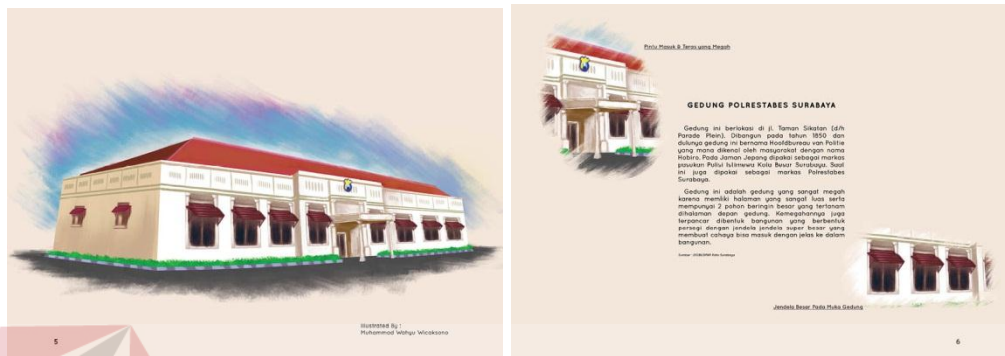 Illustrated By :
Muhammad Wahyu Wicaksono
5
Pintu Masuk & Teras yang Megah
GEDUNG POLRESTABES SURABAYA
Gedung ini berlokasi di jl. Taman Sikatan (d/h
Parade Plein). Dibangun pada tahun 1850 dan
dulunya gedung ini bernama Hoofdbureau van Politie
yang mana dikenal oleh masyarakat dengan nama
Hobiro. Pada Jaman Jepang dipakai sebagai markas
pasukan Polisi Istimewa Kota Besar Surabaya. Saat
ini juga dipakai sebagai markas Polrestabes
Surabaya.
Gedung ini adalah gedung yang sangat megah
karena memiliki halaman yang sangat luas serta
mempunyai 2 pohon beringin besar yang tertanam
dihalaman depan gedung. Kemegahannya juga
terpancar dibentuk bangunan yang berbentuk
persegi dengan jendela jendela super besar yang
membuat cahaya bisa masuk dengan jelas ke dalam
bangunan.
Jendela Besar Pada Muka Gedung
6